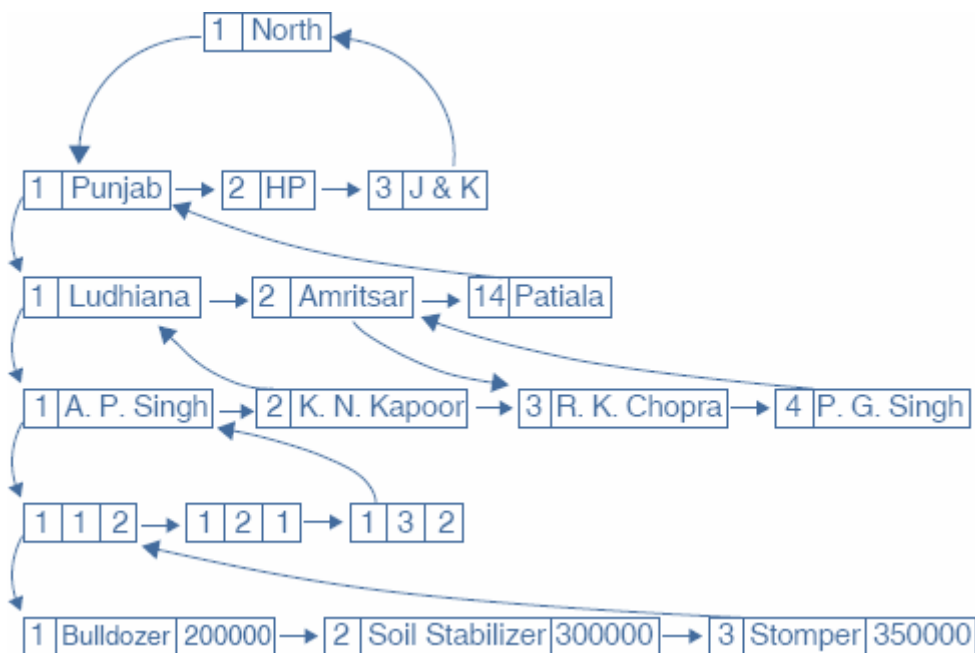 1 North
1 Punjab 2 HP 3 J & K
1 Ludhiana 2 Amritsar 14 Patiala
1 A. P. Singh 2 K. N. Kapoor 3 R. K. Chopra 4 P. G. Singh
1 1 2 1 2 1 1 3 2
1 Bulldozer 200000 2 Soil Stabilizer 300000 3 Stomper 350000